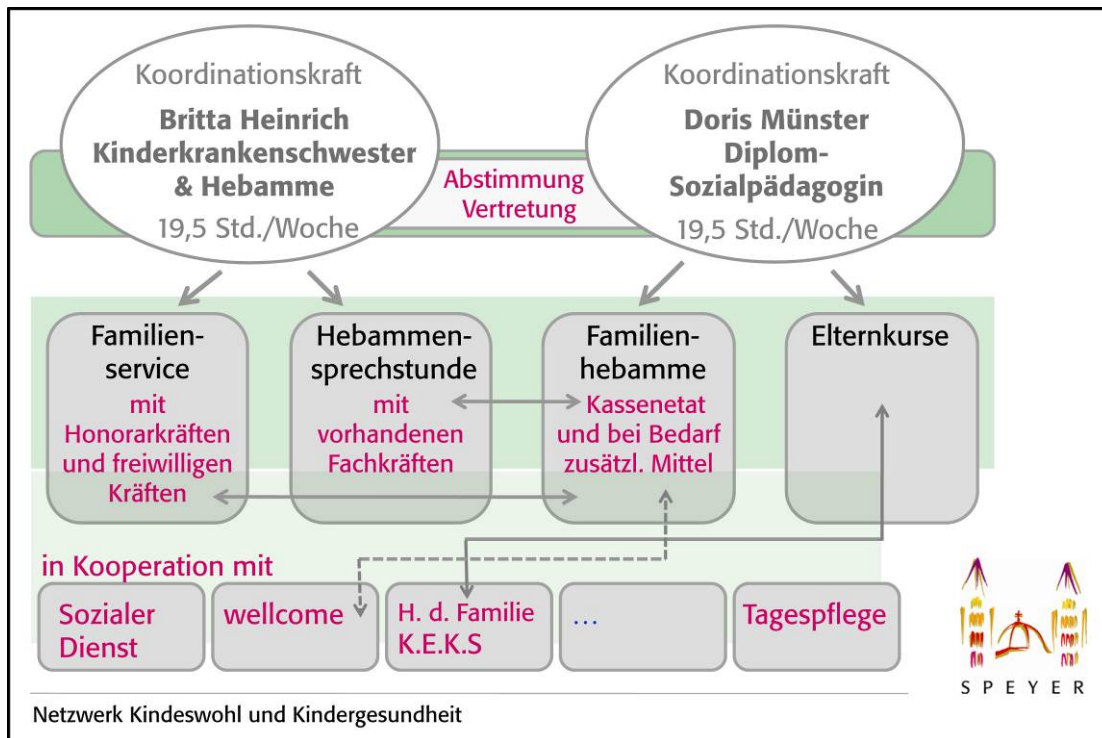 Koordinationskraft
Britta Heinrich
Kinderkrankenschwester
& Hebamme
19,5 Std./Woche
Abstimmung
Vertretung
Koordinationskraft
Doris Münster
Diplom-
Sozialpädagogin
19,5 Std./Woche
Familien-
service
mit
Honorarkräften
und freiwilligen
Kräften
Hebammen-
sprechstunde
mit
vorhandenen
Fachkräften
Familien-
hebamme
Kassenetat
und bei Bedarf
zusätzl. Mittel
Elternkurse
in Kooperation mit
Sozialer
Dienst
wellcome
H. d. Familie
K.E.K.S
...
Tagespflege
SPEYER
Netzwerk Kindeswohl und Kindergesundheit